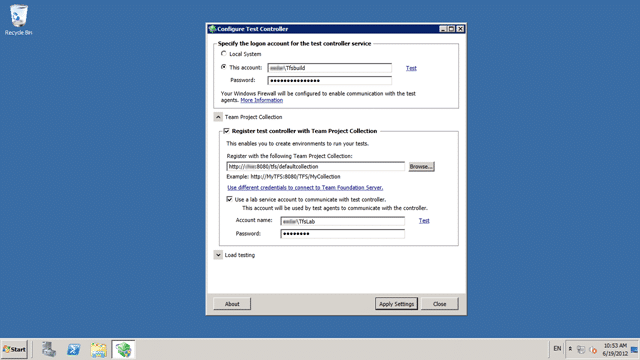 Recycle Bin
Configure Test Controller
Specify the logon account for the test controller service
Local System
This account:
\Tfsbuild
Test
Password:
●●●●●●●●●●●●●●●
Your Windows Firewall will be configured to enable communication with the test
agents. More Information
Team Project Collection
Register test controller with Team Project Collection
This enables you to create environments to run your tests.
Register with the following Team Project Collection:
http:// :8080/tfs/defaultcollection
Browse...
Example: http://MyTFS:8080/TFS/MyCollection
Use different credentials to connect to Team Foundation Server.
Use a lab service account to communicate with test controller.
This account will be used by test agents to communicate with the controller.
Account name:
\TfsLab
Test
Password:
●●●●●●●●
Load testing
About
Apply Settings
Close
Start
EN
10:53 AM
6/19/2012